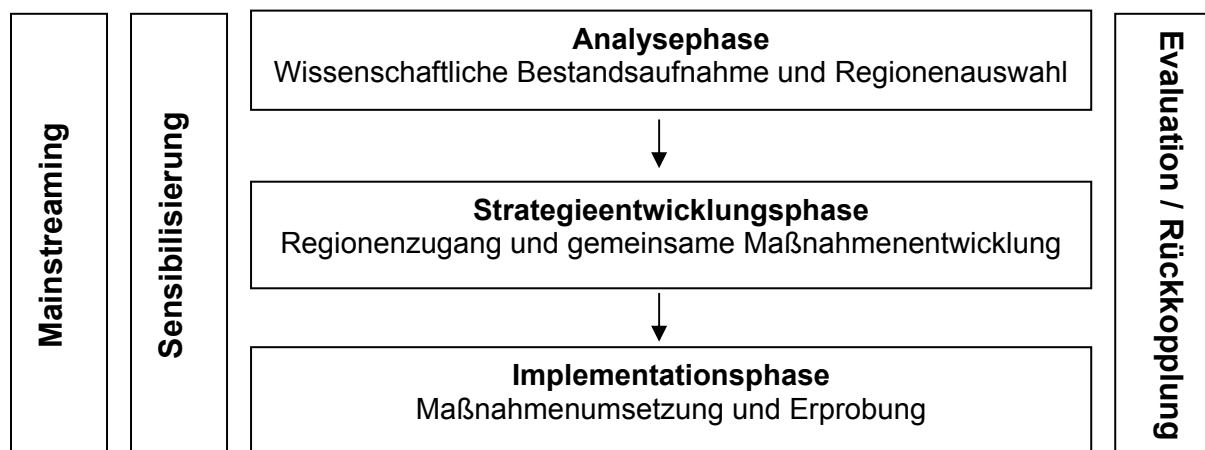 Mainstreaming
Sensibilisierung
Analysephase
Wissenschaftliche Bestandsaufnahme und Regionenauswahl
Strategieentwicklungsphase
Regionenzugang und gemeinsame Maßnahmenentwicklung
Implementationsphase
Maßnahmenumsetzung und Erprobung
Evaluation / Rückkopplung